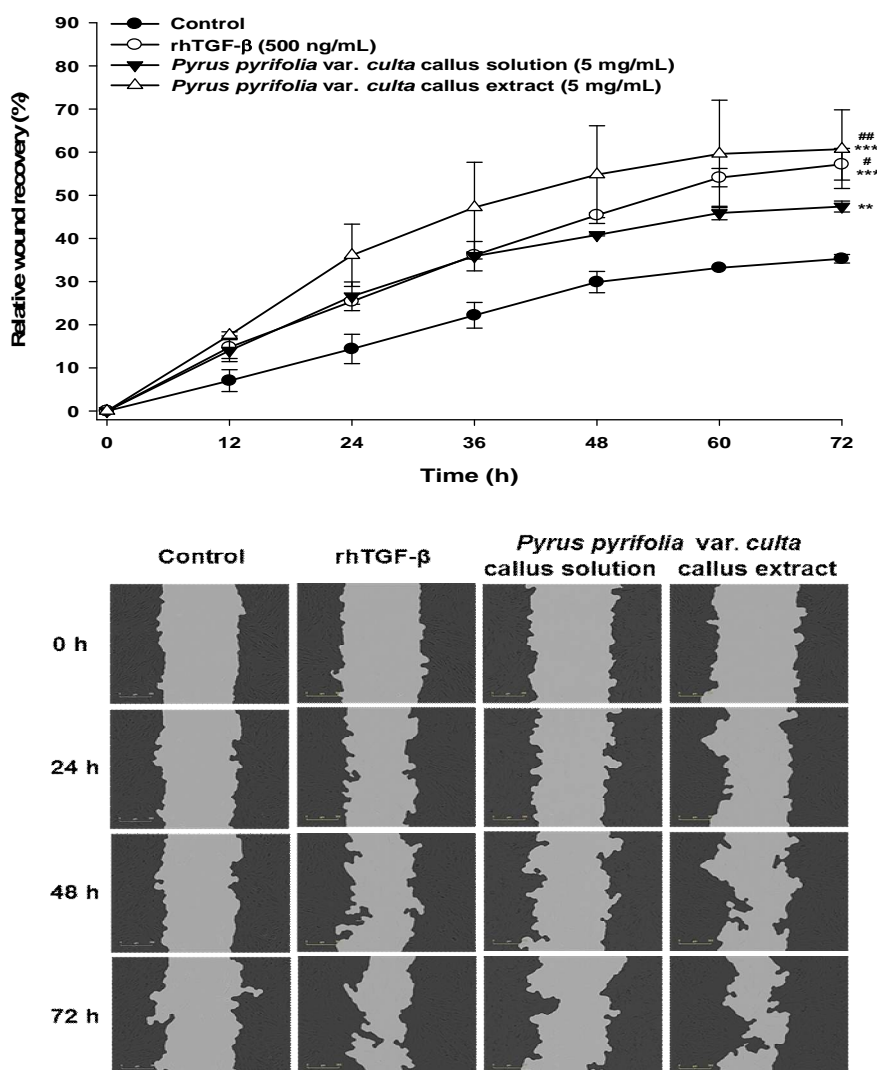 Control
rhTGF-β (500 ng/mL)
Pyrus pyrifolia var. culta callus solution (5 mg/mL)
Pyrus pyrifolia var. culta callus extract (5 mg/mL)
Relative wound recovery (%)
90
80
70
60
50
40
30
20
10
0
##
***
#
***
**
0 12 24 36 48 60 72
Time (h)
Control rhTGF-β Pyrus pyrifolia var. culta
callus solution callus extract
0 h
24 h
48 h
72 h